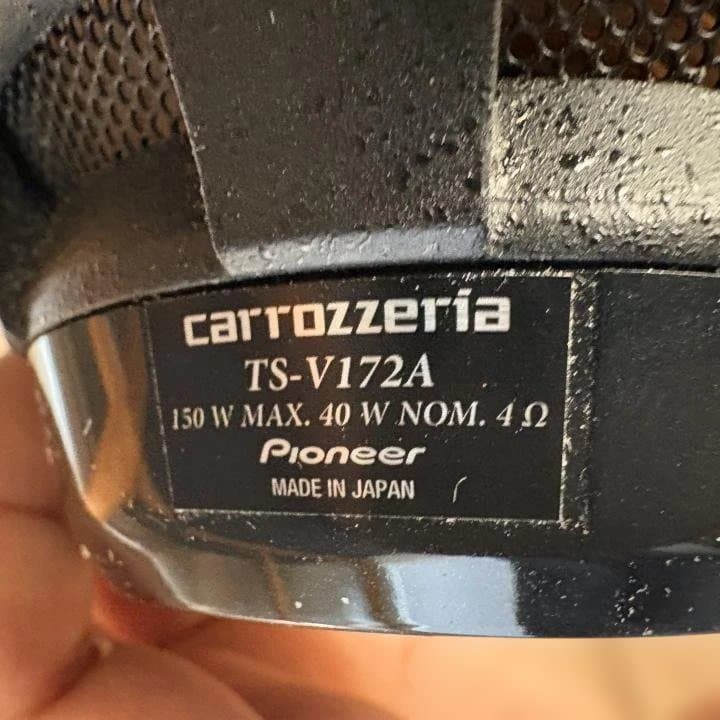 carrozzeria
TS-V172A
150 W MAX. 40 W NOM. 4 Ω
Pioneer
MADE IN JAPAN